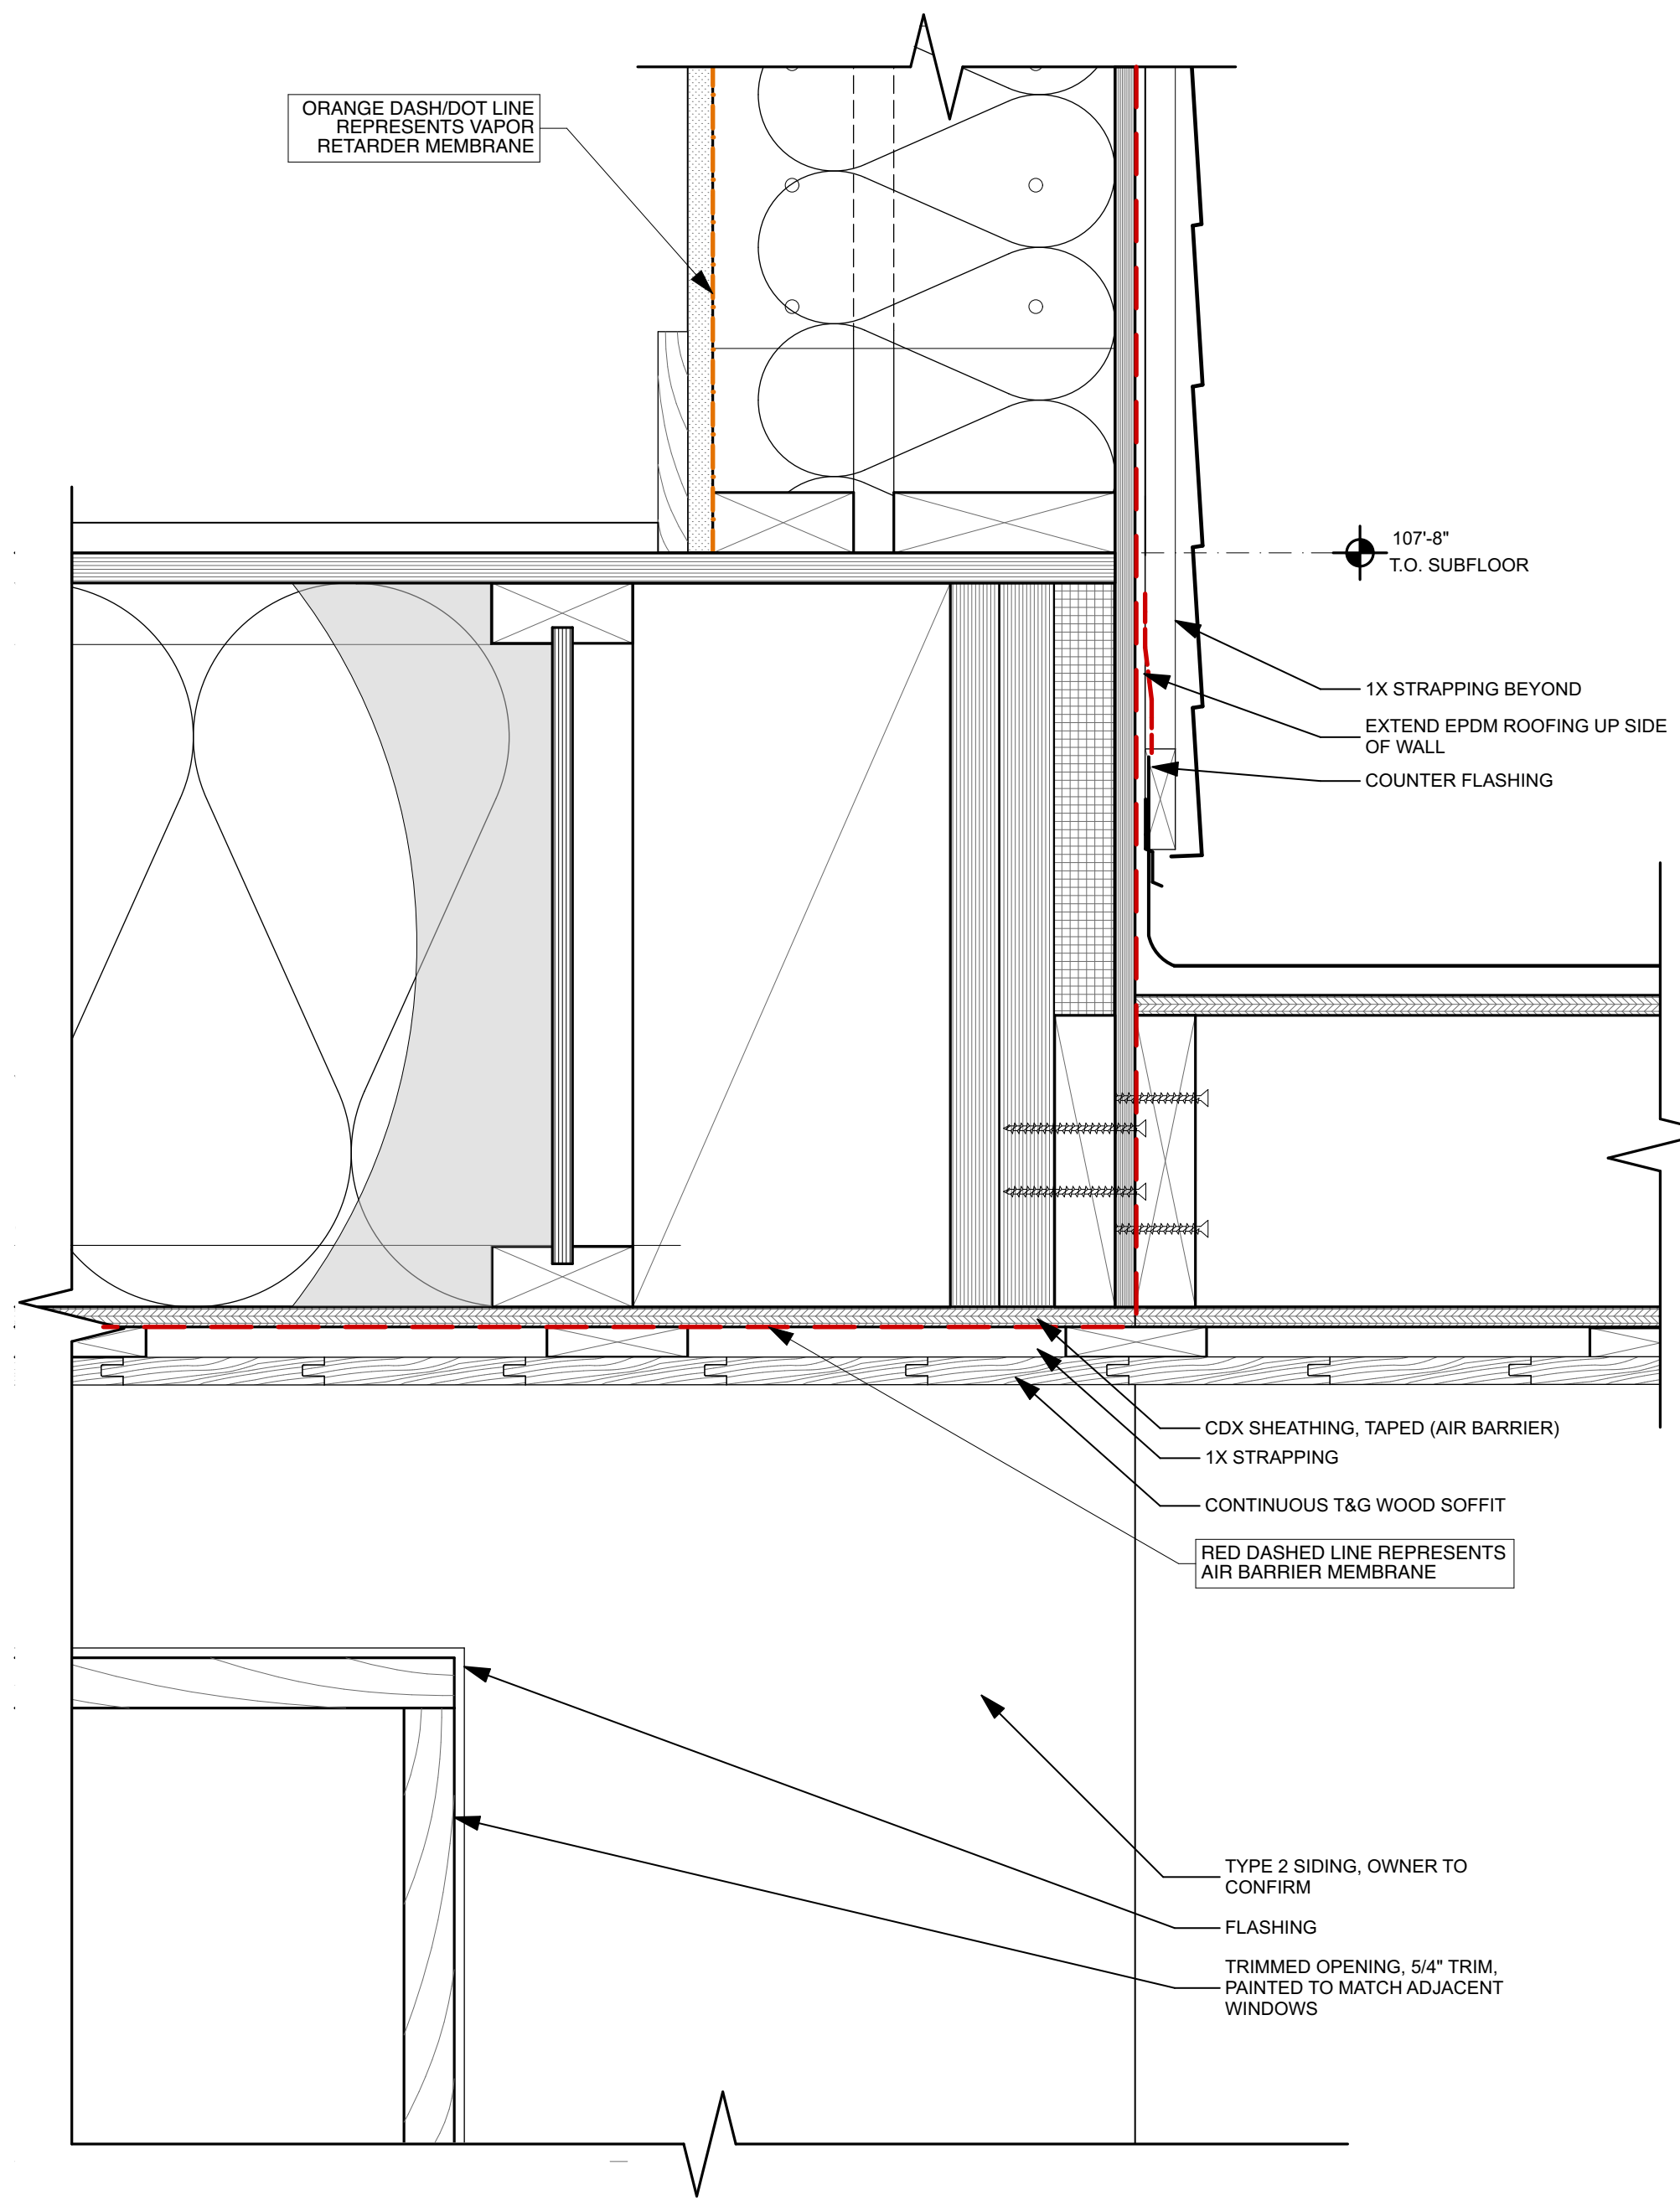 ORANGE DASH/DOT LINE
REPRESENTS VAPOR
RETARDER MEMBRANE
107'-8"
T.O. SUBFLOOR
1X STRAPPING BEYOND
EXTEND EPDM ROOFING UP SIDE
OF WALL
COUNTER FLASHING
CDX SHEATHING, TAPED (AIR BARRIER)
1X STRAPPING
CONTINUOUS T&G WOOD SOFFIT
RED DASHED LINE REPRESENTS
AIR BARRIER MEMBRANE
TYPE 2 SIDING, OWNER TO
CONFIRM
FLASHING
TRIMMED OPENING, 5/4" TRIM,
PAINTED TO MATCH ADJACENT
WINDOWS